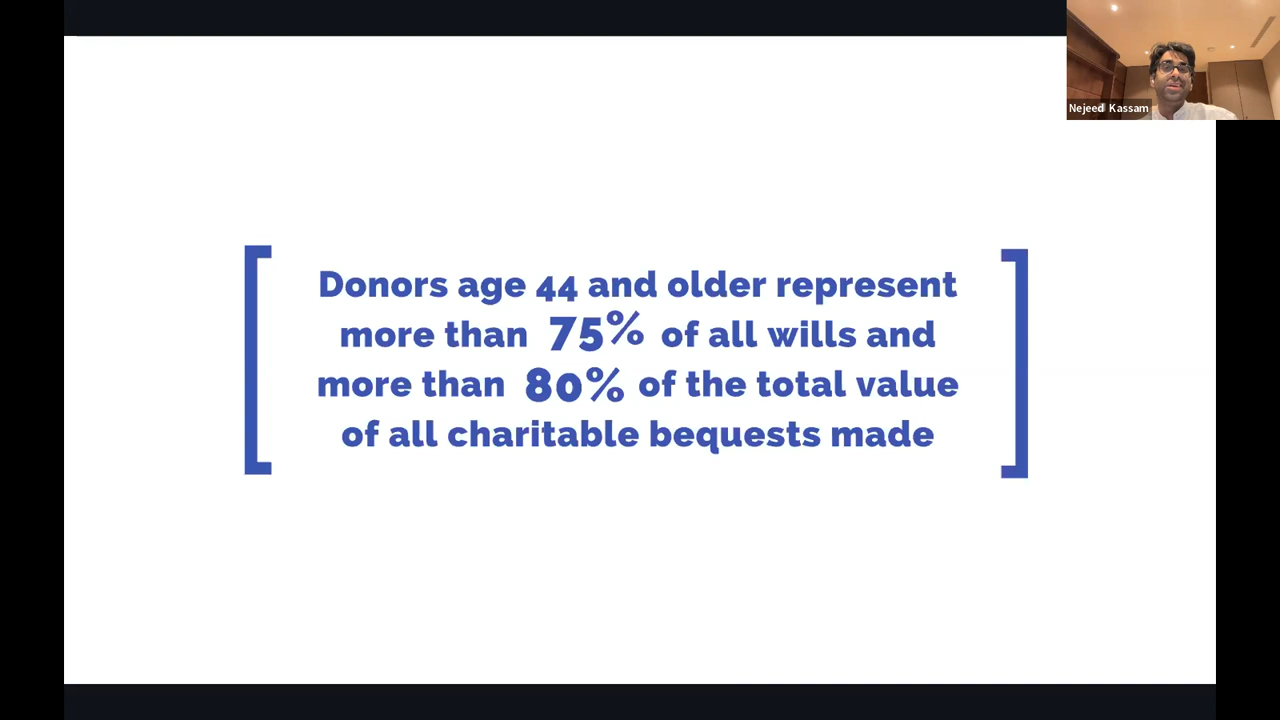 Nejeed Kassam
Donors age 44 and older represent
more than 75% of all wills and
more than 80% of the total value
of all charitable bequests made